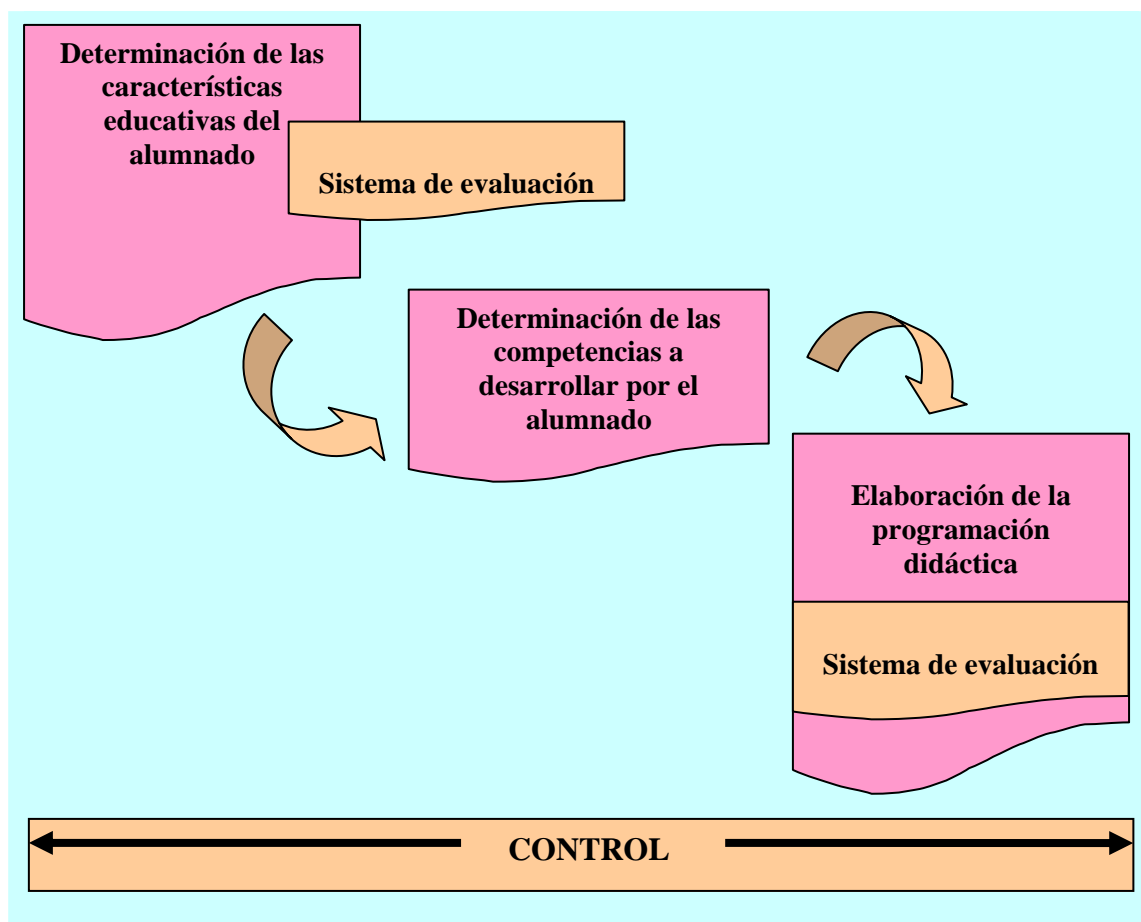 Determinación de las
características
educativas del
alumnado
Sistema de evaluación
Determinación de las
competencias a
desarrollar por el
alumnado
Elaboración de la
programación
didáctica
Sistema de evaluación
CONTROL